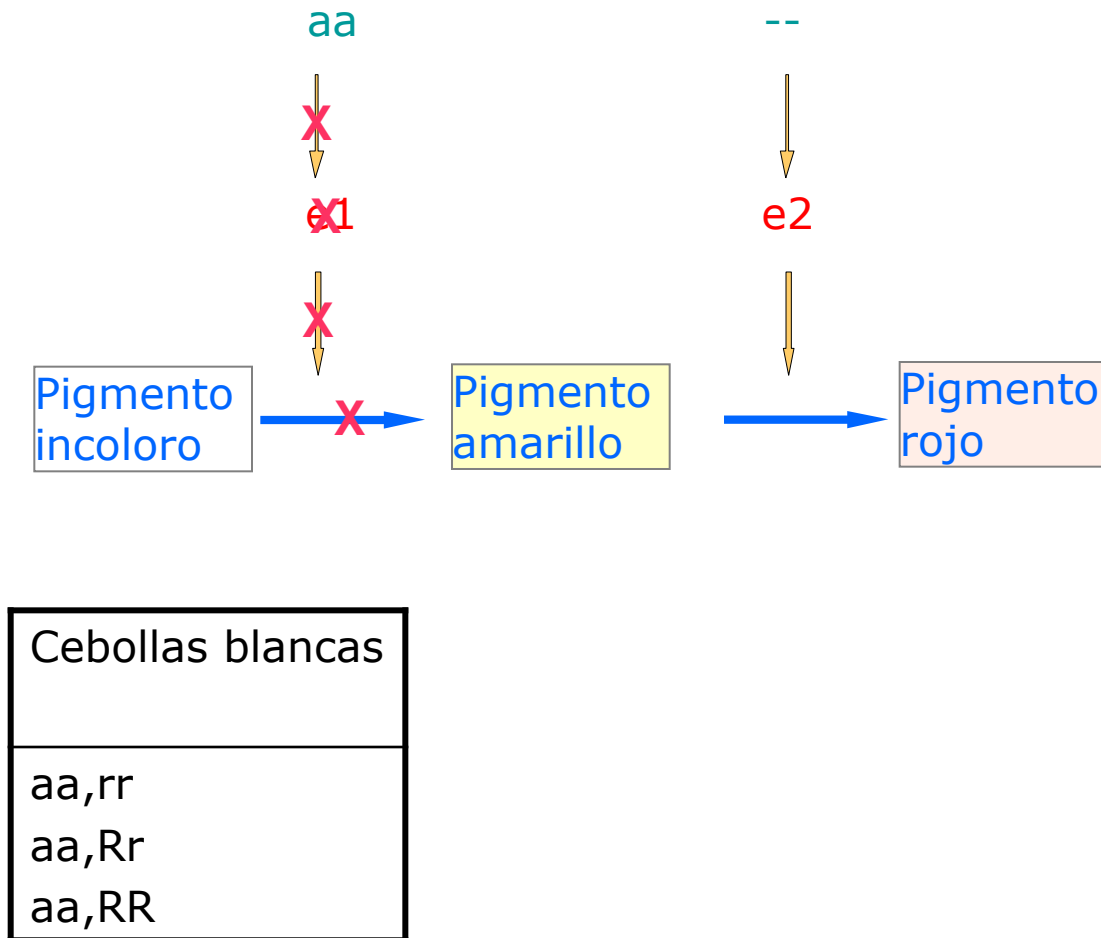 aa
--
X
e1
X
e2
X
Pigmento
incoloro
X
Pigmento
amarillo
Pigmento
rojo
Cebollas blancas
aa,rr
aa,Rr
aa,RR